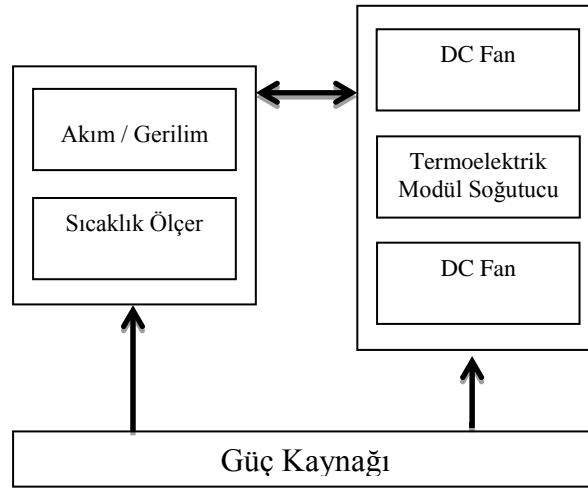 Akım / Gerilim
Sıcaklık Ölçer
DC Fan
Termoelektrik
Modül Soğutucu
DC Fan
Güç Kaynağı